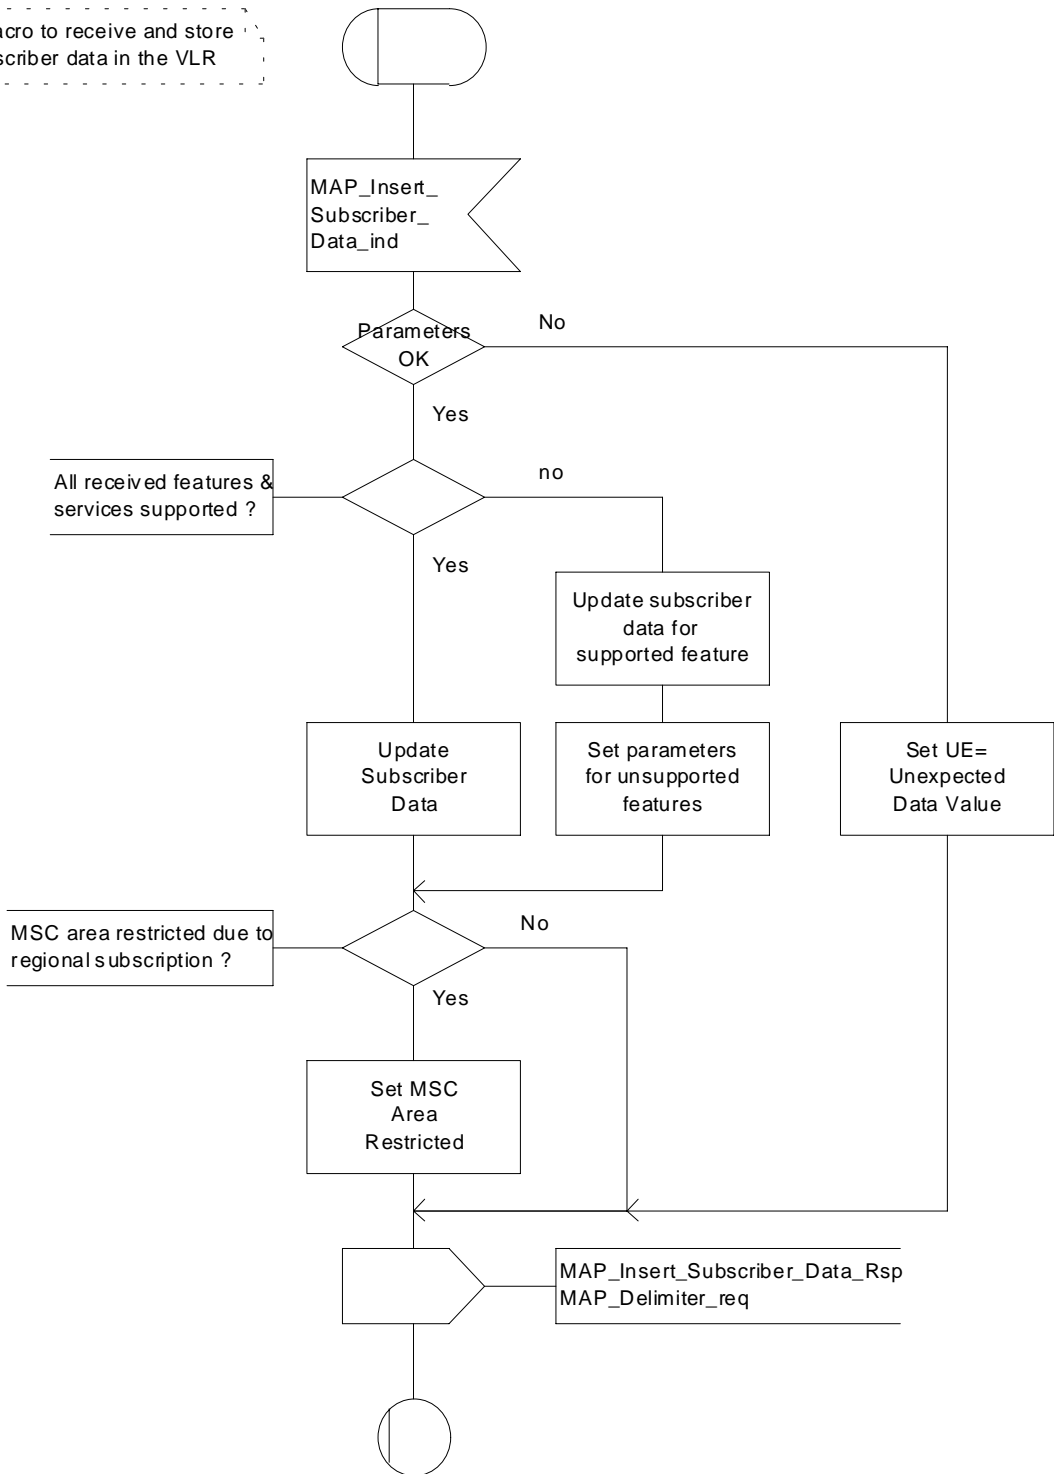 acro to receive and store
scriber data in the VLR
MAP_Insert_
Subscriber_
Data_ind
Parameters
OK
No
Yes
All received features &
services supported ?
no
Yes
Update subscriber
data for
supported feature
Update
Subscriber
Data
Set parameters
for unsupported
features
Set UE=
Unexpected
Data Value
MSC area restricted due to
regional subscription ?
No
Yes
Set MSC
Area
Restricted
MAP_Insert_Subscriber_Data_Rsp
MAP_Delimiter_req